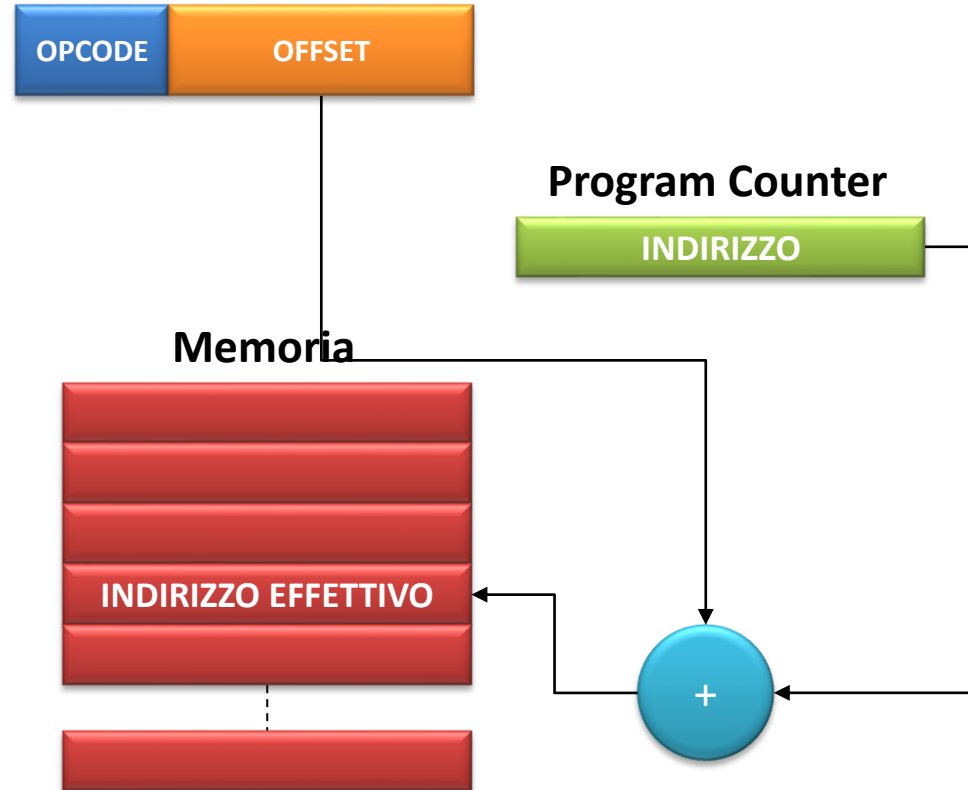 OPCODE OFFSET
Program Counter
INDIRIZZO
Memoria
INDIRIZZO EFFETTIVO
+